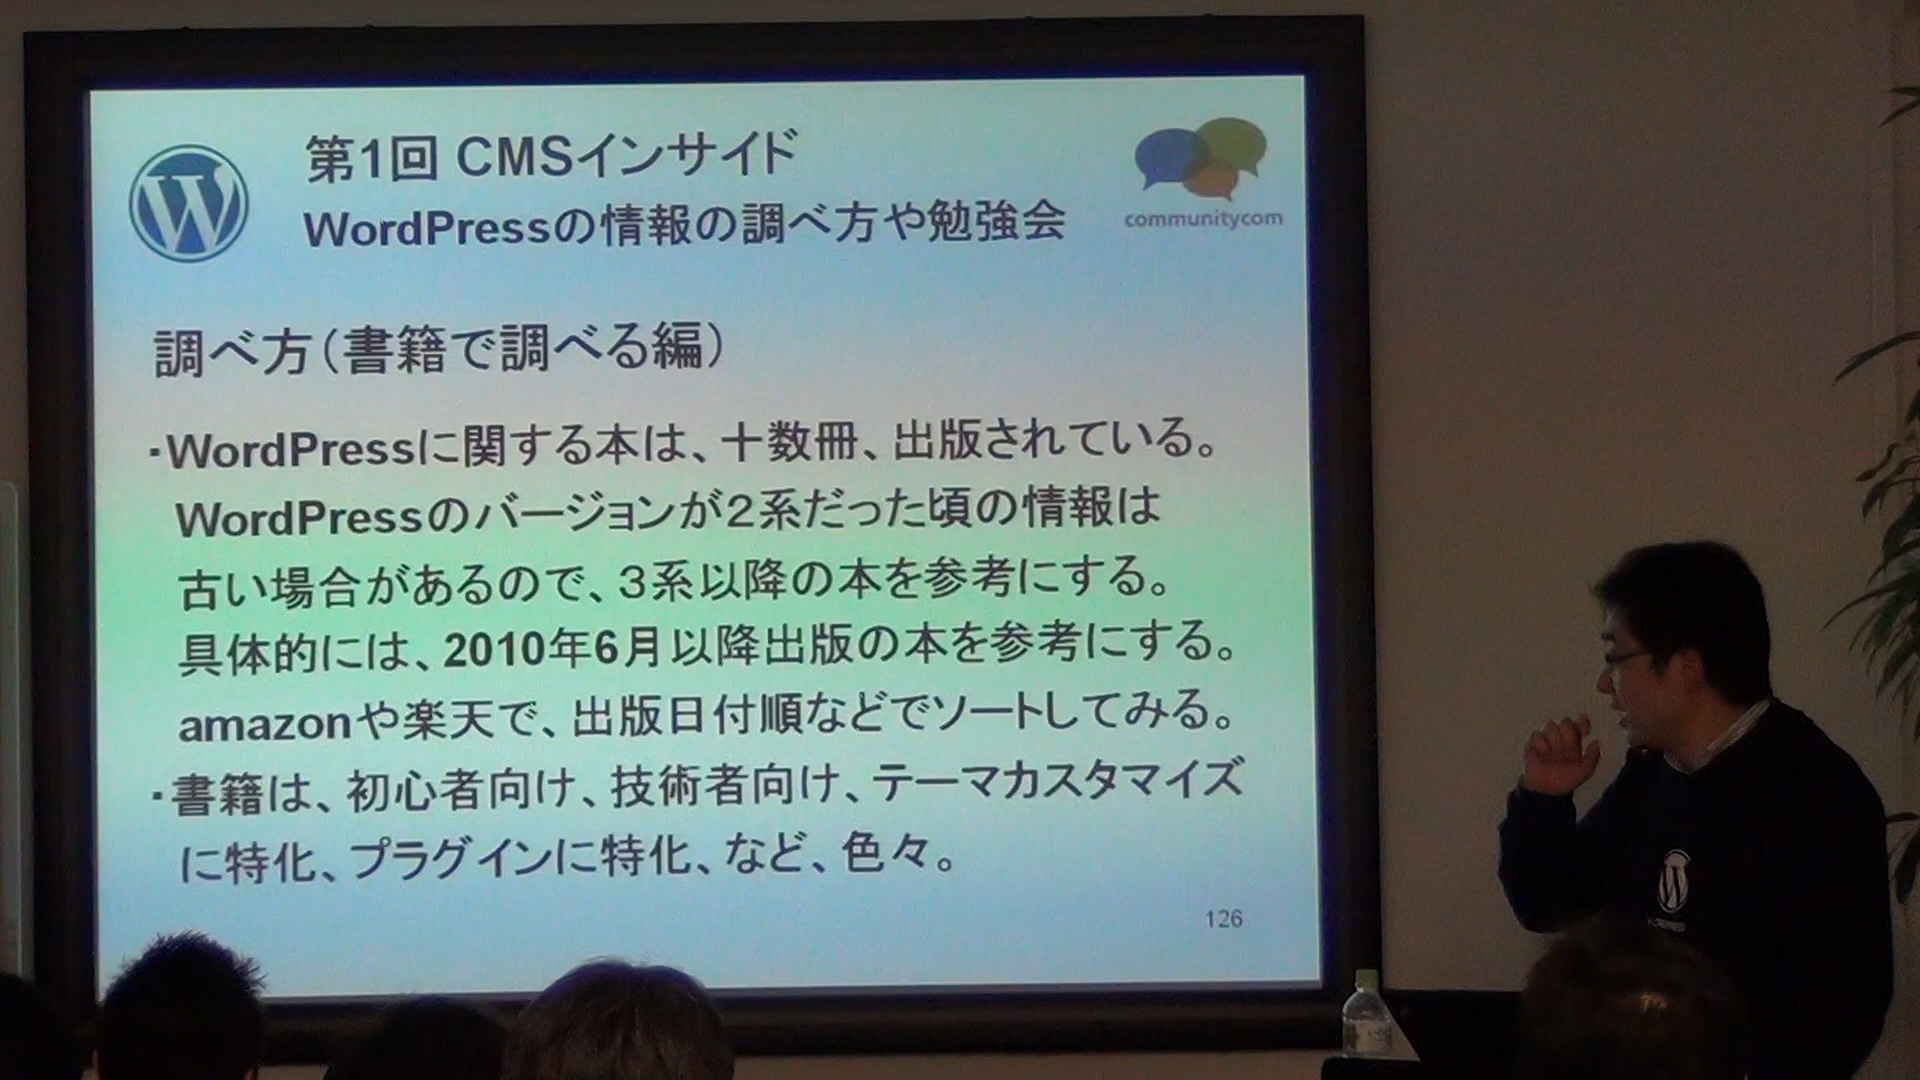 第1回 CMSインサイド
WordPressの情報の調べ方や勉強会
communitycom
調べ方(書籍で調べる編)
・WordPressに関する本は、十数冊、出版されている。
WordPressのバージョンが2系だった頃の情報は
古い場合があるので、3系以降の本を参考にする。
具体的には、2010年6月以降出版の本を参考にする。
amazonや楽天で、出版日付順などでソートしてみる。
・書籍は、初心者向け、技術者向け、テーマカスタマイズ
に特化、プラグインに特化、など、色々。
126